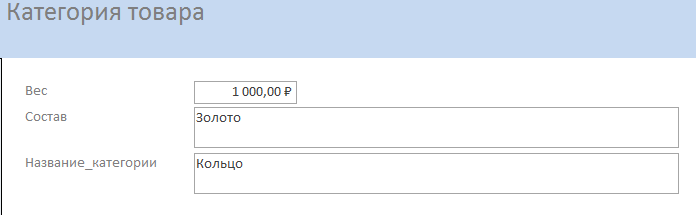 Категория товара
Вес 1 000,00 ₽
Состав Золото
Название_категории Кольцо